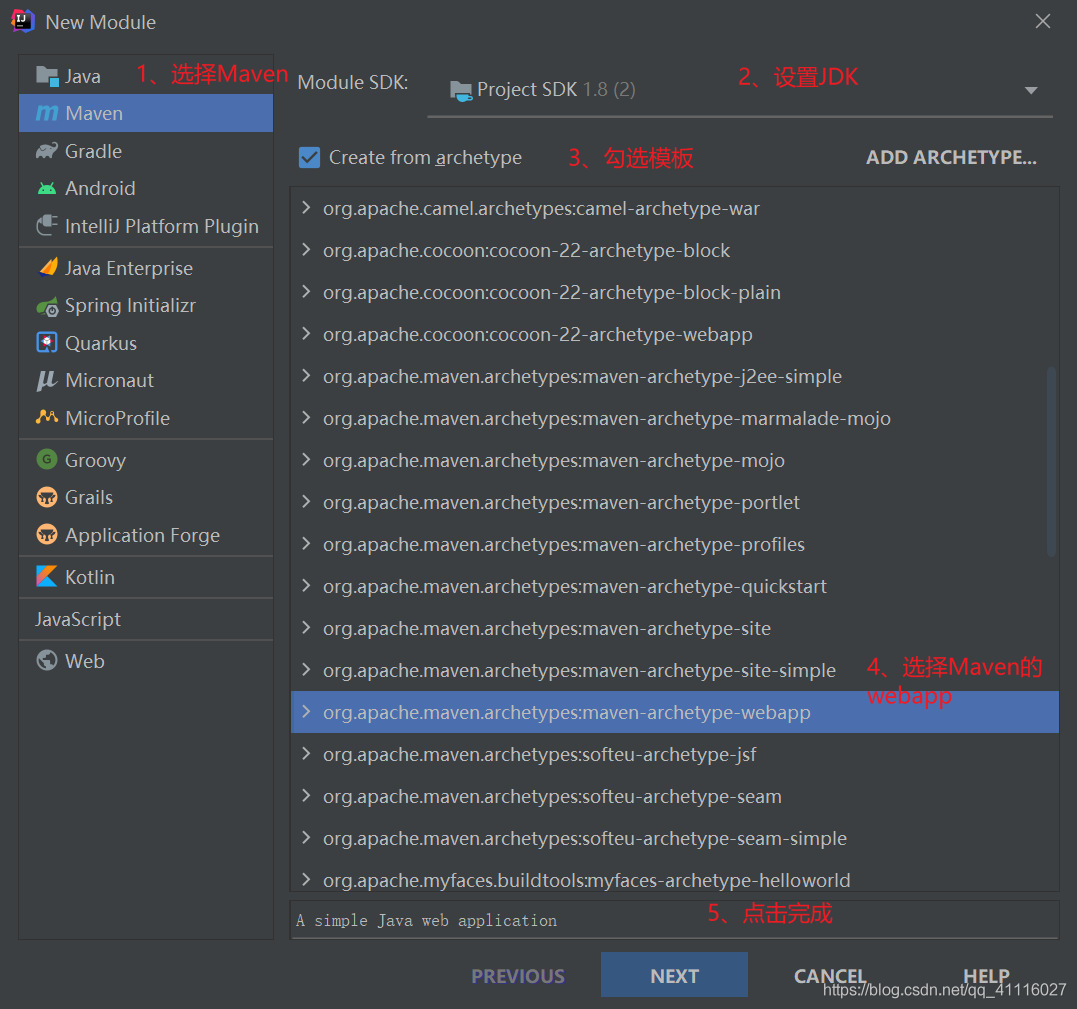 New Module
Java
1、选择Maven
Module SDK:
Project SDK 1.8 (2)
2、设置JDK
Maven
Gradle
Android
IntelliJ Platform Plugin
Java Enterprise
Spring Initializr
Quarkus
Micronaut
MicroProfile
Groovy
Grails
Application Forge
Kotlin
JavaScript
Web
Create from archetype
3、勾选模板
ADD ARCHETYPE...
org.apache.camel.archetypes:camel-archetype-war
org.apache.cocoon:cocoon-22-archetype-block
org.apache.cocoon:cocoon-22-archetype-block-plain
org.apache.cocoon:cocoon-22-archetype-webapp
org.apache.maven.archetypes:maven-archetype-j2ee-simple
org.apache.maven.archetypes:maven-archetype-marmalade-mojo
org.apache.maven.archetypes:maven-archetype-mojo
org.apache.maven.archetypes:maven-archetype-portlet
org.apache.maven.archetypes:maven-archetype-profiles
org.apache.maven.archetypes:maven-archetype-quickstart
org.apache.maven.archetypes:maven-archetype-site
org.apache.maven.archetypes:maven-archetype-site-simple
4、选择Maven的
webapp
org.apache.maven.archetypes:maven-archetype-webapp
org.apache.maven.archetypes:softeu-archetype-jsf
org.apache.maven.archetypes:softeu-archetype-seam
org.apache.maven.archetypes:softeu-archetype-seam-simple
org.apache.myfaces.buildtools:myfaces-archetype-helloworld
A simple Java web application
5、点击完成
PREVIOUS
NEXT
CANCEL
HELP
https://blog.csdn.net/qq_41116027